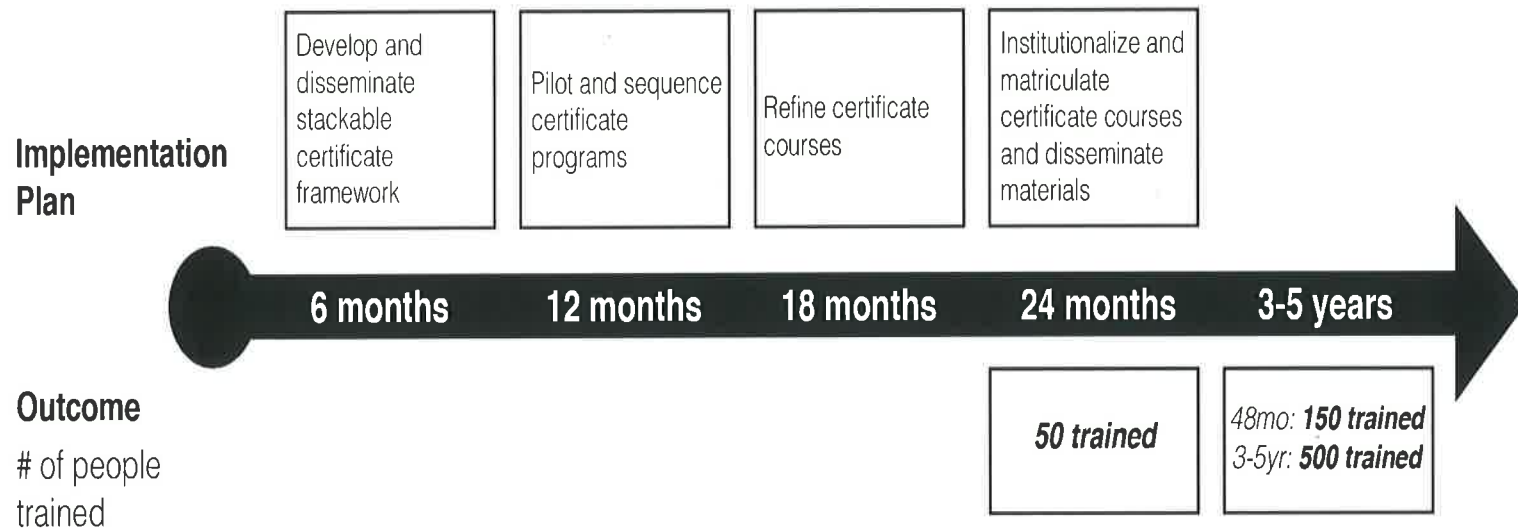 Implementation
Plan
Develop and
disseminate
stackable
certificate
framework
Pilot and sequence
certificate
programs
Refine certificate
courses
Institutionalize and
matriculate
certificate courses
and disseminate
materials
6 months
12 months
18 months
24 months
3-5 years
Outcome
# of people
trained
50 trained
48mo: 150 trained
3-5yr: 500 trained